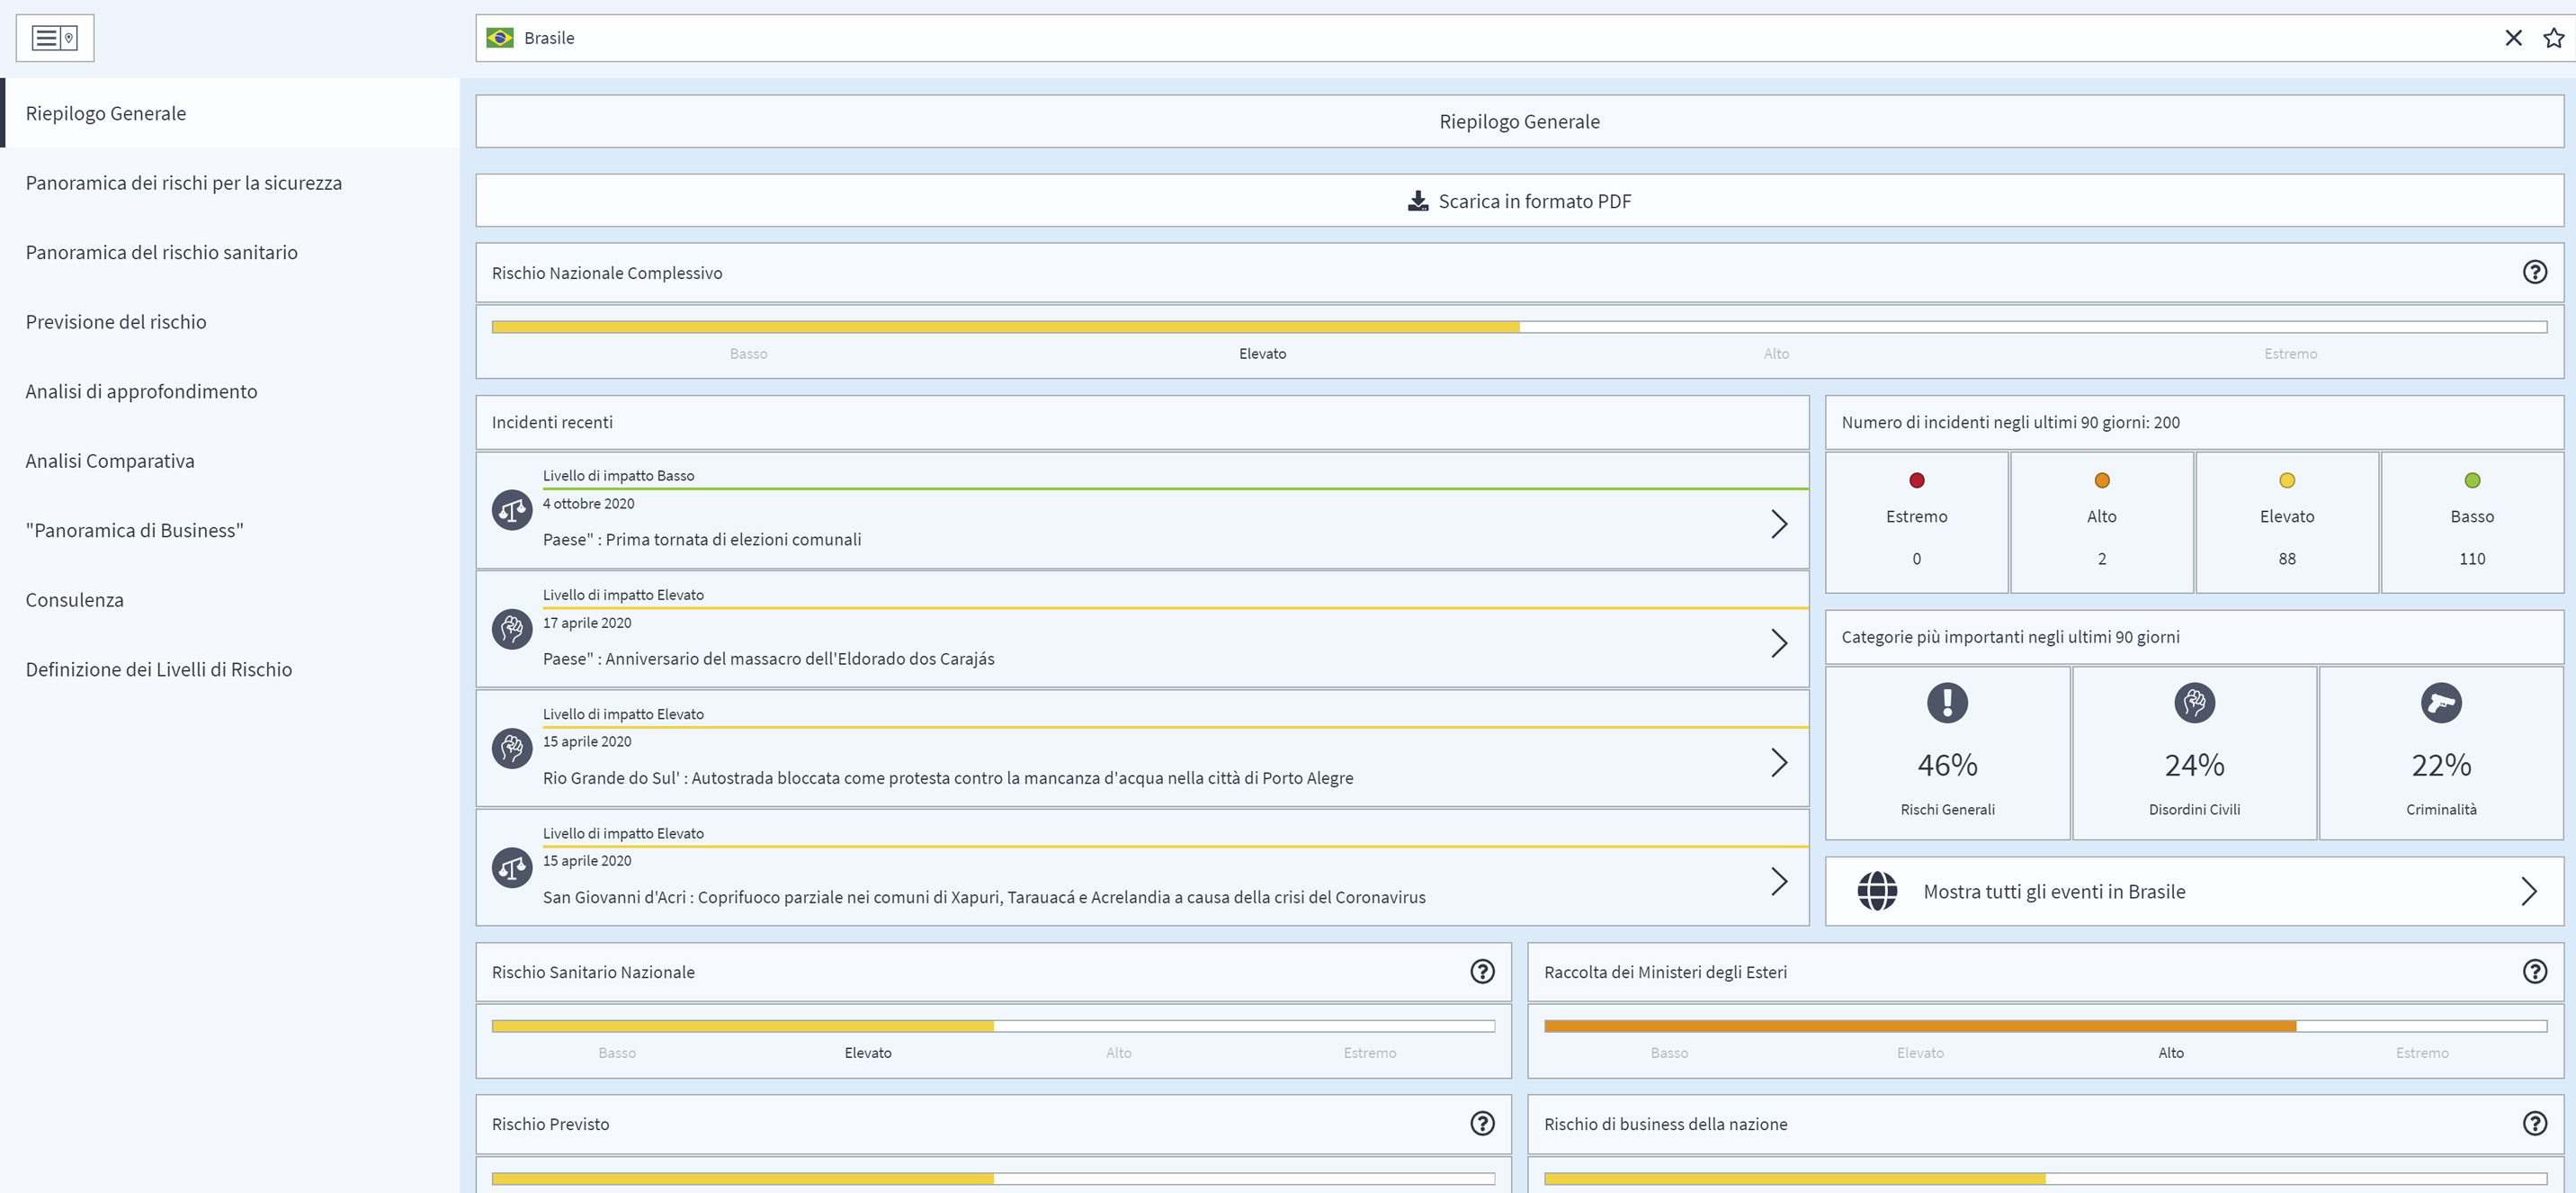 Brasile
Riepilogo Generale
Panoramica dei rischi per la sicurezza
Panoramica del rischio sanitario
Previsione del rischio
Analisi di approfondimento
Analisi Comparativa
"Panoramica di Business"
Consulenza
Definizione dei Livelli di Rischio
Riepilogo Generale
Scarica in formato PDF
Rischio Nazionale Complessivo
Basso Elevato Alto Estremo
Incidenti recenti
Livello di impatto Basso
4 ottobre 2020
Paese" : Prima tornata di elezioni comunali
Livello di impatto Elevato
17 aprile 2020
Paese" : Anniversario del massacro dell'Eldorado dos Carajás
Livello di impatto Elevato
15 aprile 2020
Rio Grande do Sul' : Autostrada bloccata come protesta contro la mancanza d'acqua nella città di Porto Alegre
Livello di impatto Elevato
15 aprile 2020
San Giovanni d'Acri : Coprifuoco parziale nei comuni di Xapuri, Tarauacá e Acrelandia a causa della crisi del Coronavirus
Numero di incidenti negli ultimi 90 giorni: 200
Estremo Alto Elevato Basso
0 2 88 110
Categorie più importanti negli ultimi 90 giorni
46% 24% 22%
Rischi Generali Disordini Civili Criminalità
Mostra tutti gli eventi in Brasile
Rischio Sanitario Nazionale
Basso Elevato Alto Estremo
Raccolta dei Ministeri degli Esteri
Basso Elevato Alto Estremo
Rischio Previsto
Rischio di business della nazione